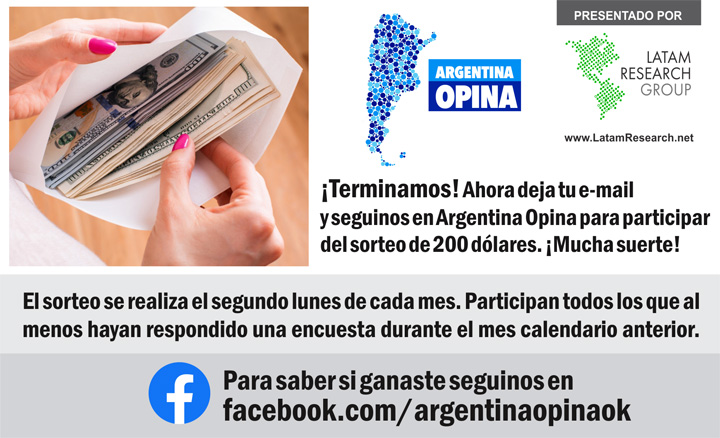 PRESENTADO POR
ARGENTINA
OPINA
LATAM
RESEARCH
GROUP
www.LatamResearch.net
¡Terminamos! Ahora deja tu e-mail
y seguinos en Argentina Opina para participar
del sorteo de 200 dólares. ¡Mucha suerte!
El sorteo se realiza el segundo lunes de cada mes. Participan todos los que al
menos hayan respondido una encuesta durante el mes calendario anterior.
Para saber si ganaste seguinos en
facebook.com/argentinaopinaok